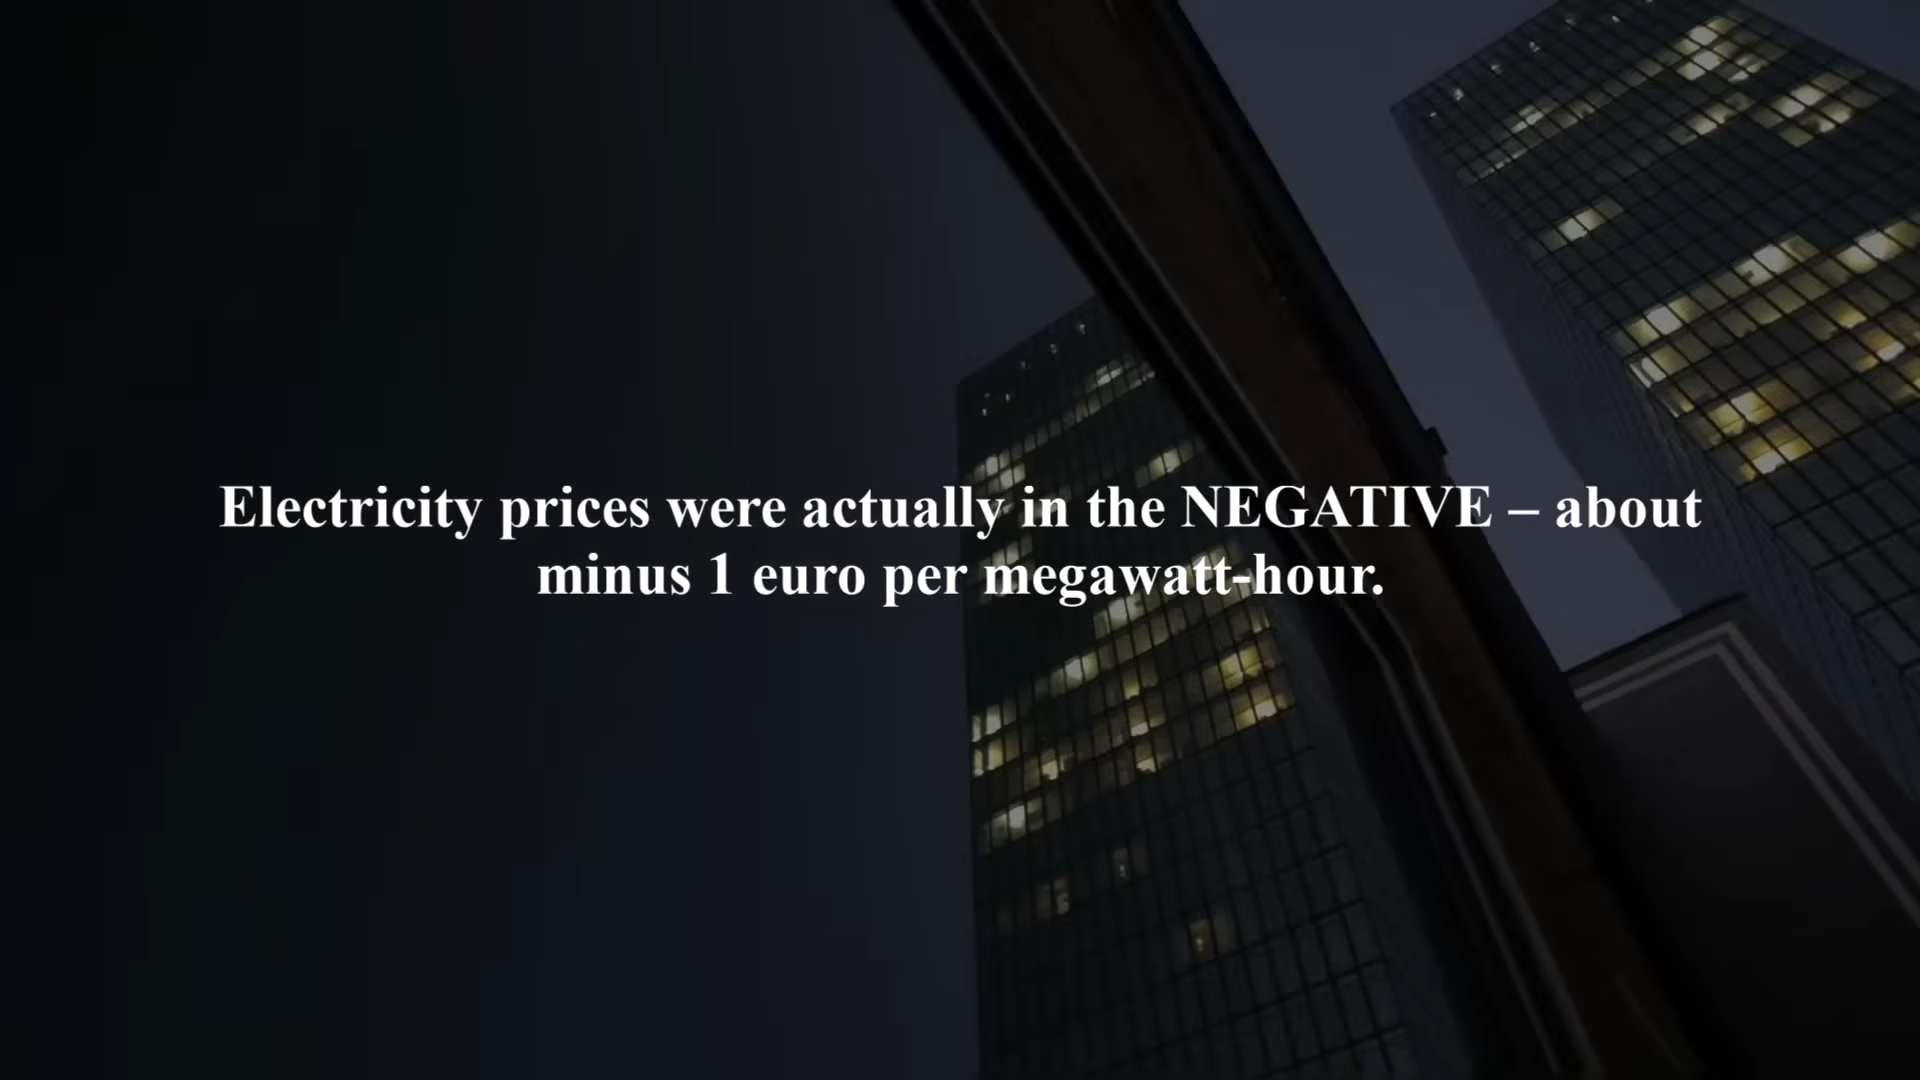 Electricity prices were actually in the NEGATIVE – about
minus 1 euro per megawatt-hour.